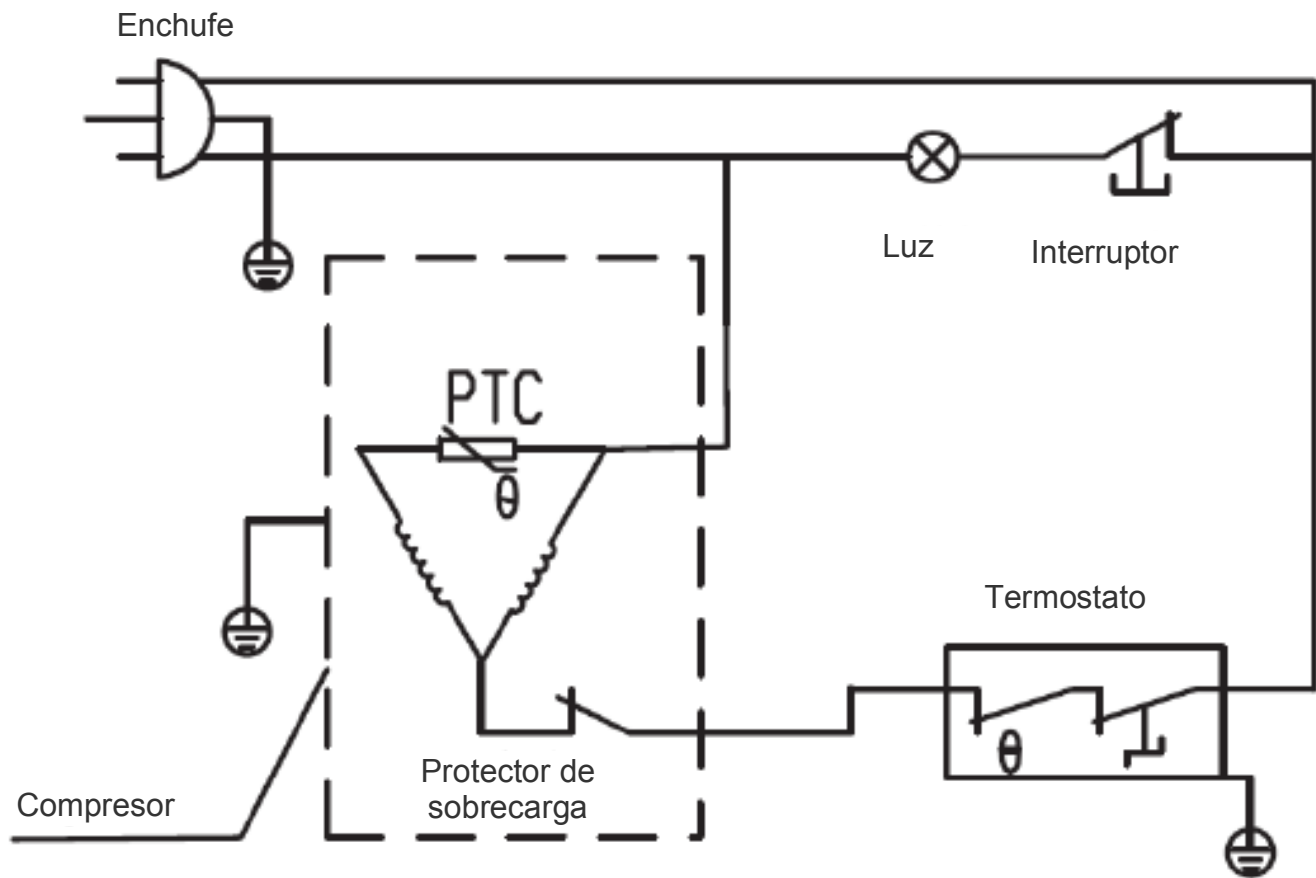 Enchufe
Luz
Interruptor
PTC
θ
Termostato
θ
Protector de
sobrecarga
Compresor